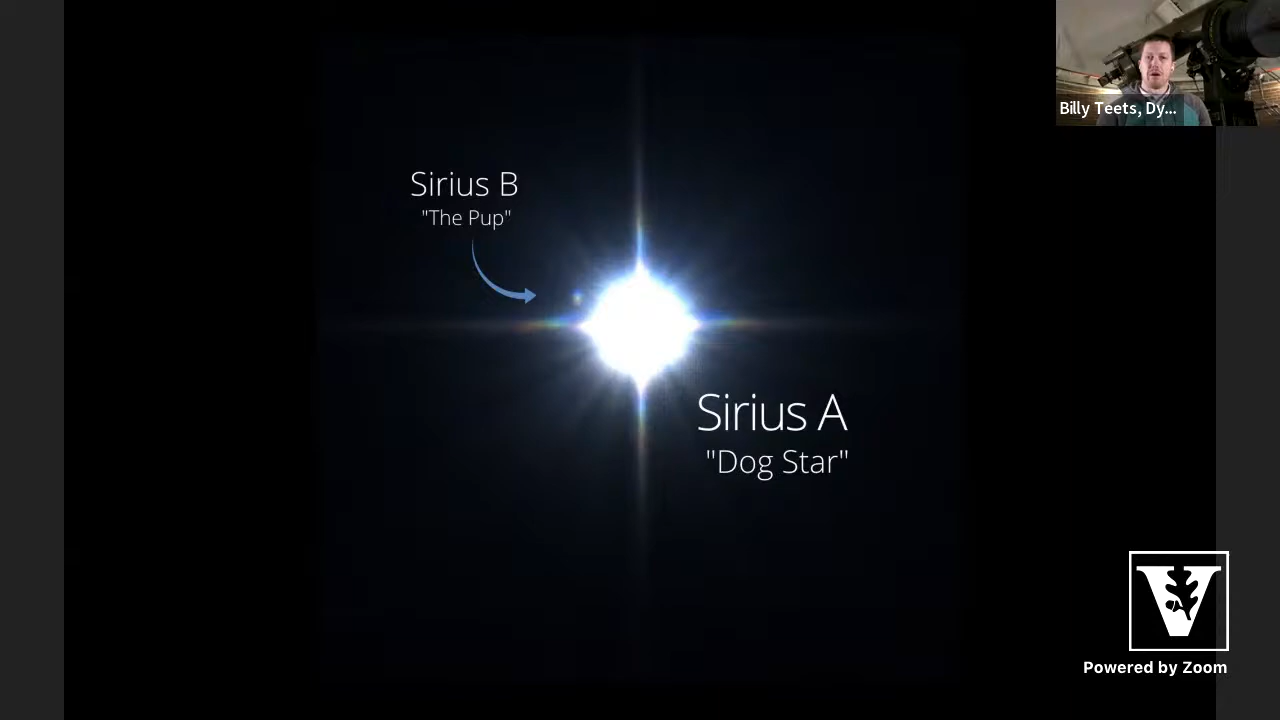 Billy Teets, Dy...
Sirius B
"The Pup"
Sirius A
"Dog Star"
V
Powered by Zoom